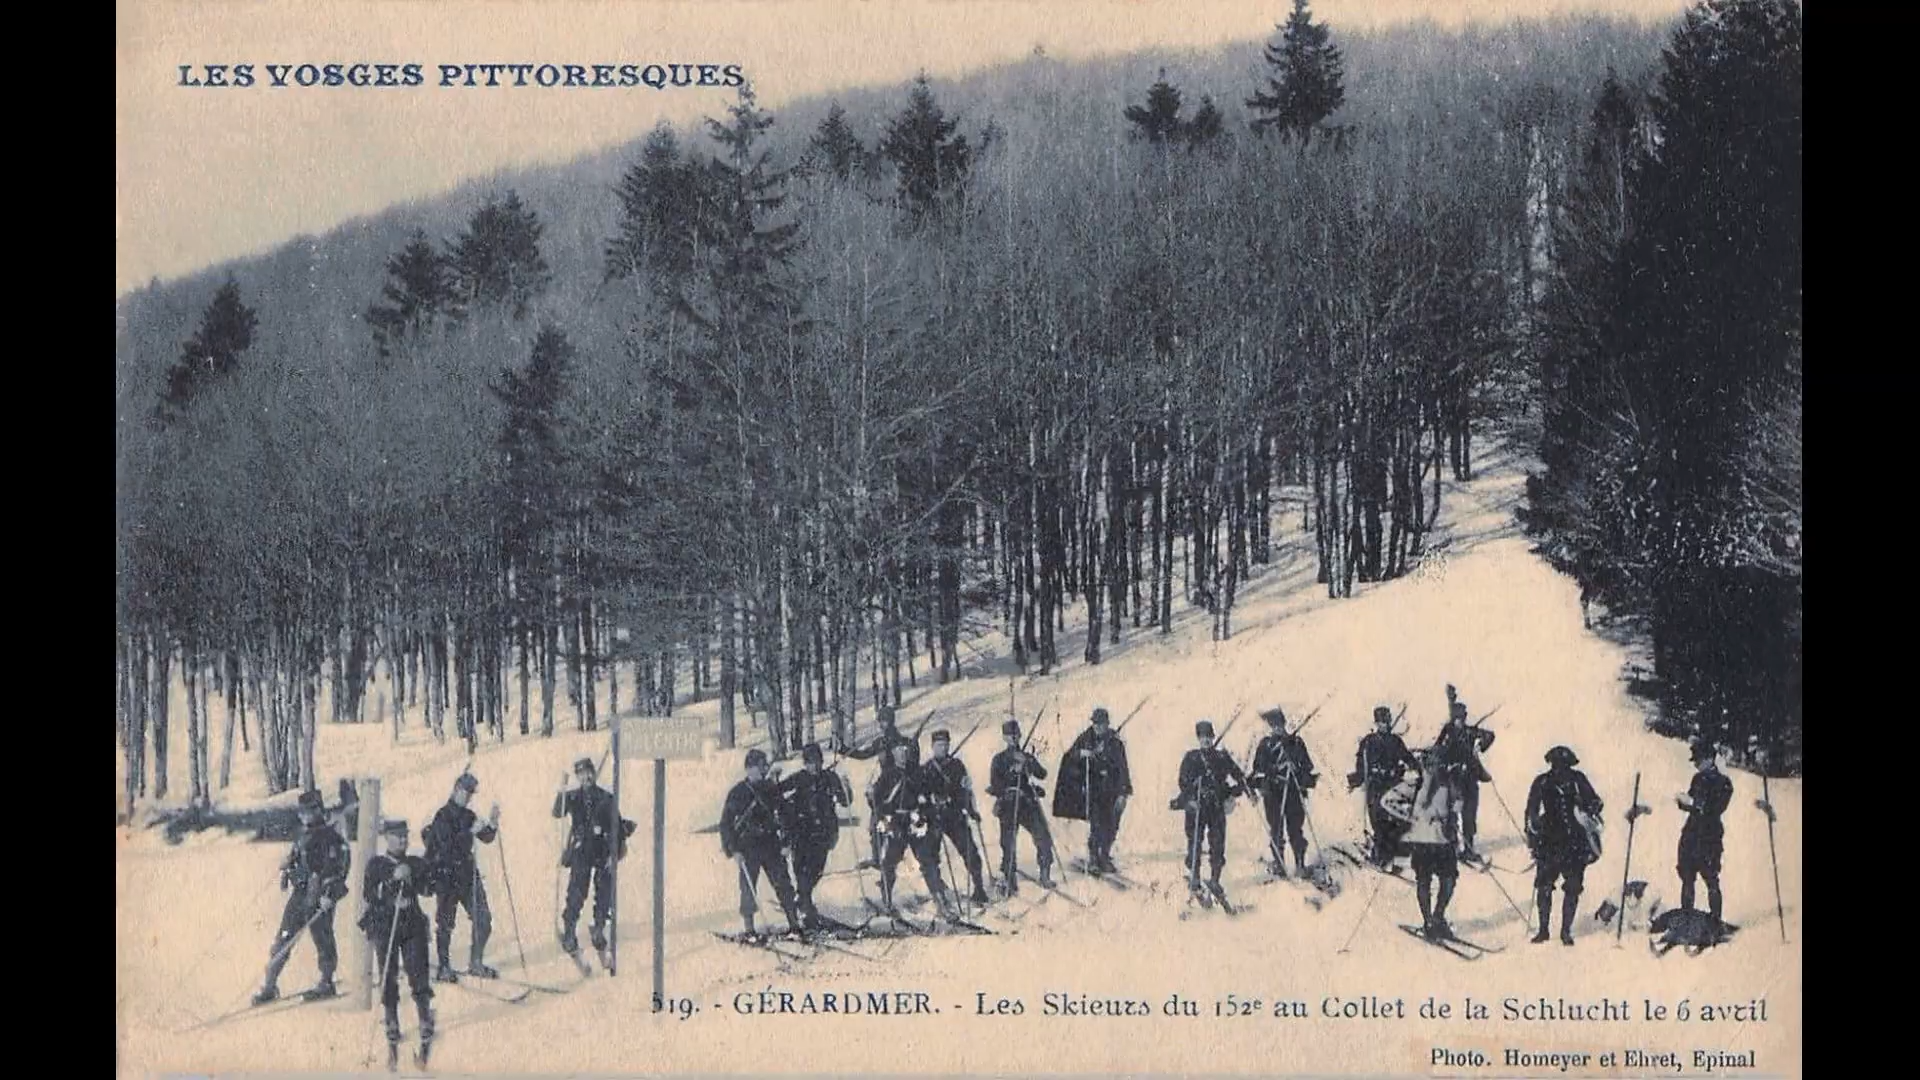 LES VOSGES PITTORESQUES
519. - GÉRARDMER. - Les Skieurs du 152e au Collet de la Schlucht le 6 avril
Photo. Homeyer et Ehret, Epinal